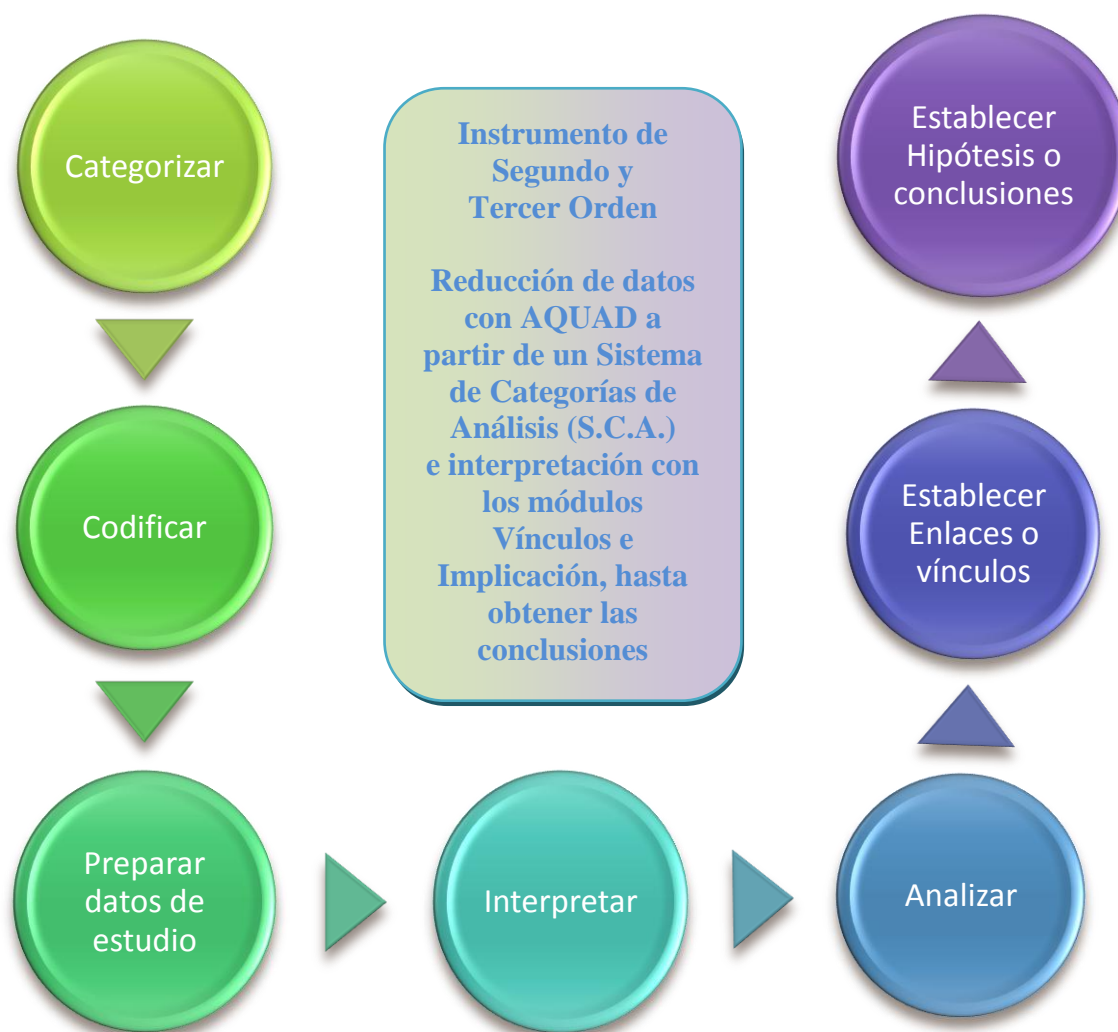 Categorizar
Codificar
Preparar
datos de
estudio
Interpretar
Analizar
Establecer
Enlaces o
vínculos
Establecer
Hipótesis o
conclusiones
Instrumento de
Segundo y
Tercer Orden
Reducción de datos
con AQUAD a
partir de un Sistema
de Categorías de
Análisis (S.C.A.)
e interpretación con
los módulos
Vínculos e
Implicación, hasta
obtener las
conclusiones